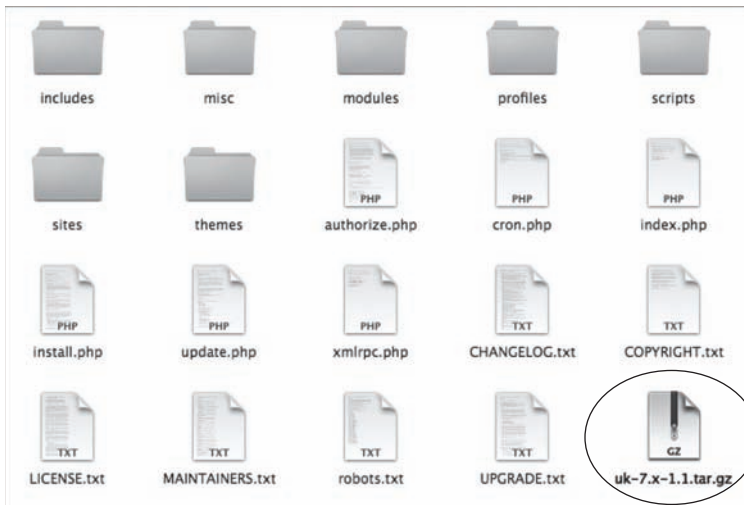 includes
misc
modules
profiles
scripts
sites
themes
PHP
authorize.php
PHP
cron.php
PHP
index.php
PHP
install.php
PHP
update.php
PHP
xmlrpc.php
TXT
CHANGELOG.txt
TXT
COPYRIGHT.txt
TXT
LICENSE.txt
TXT
MAINTAINERS.txt
TXT
robots.txt
TXT
UPGRADE.txt
GZ
uk-7.x-1.1.tar.gz